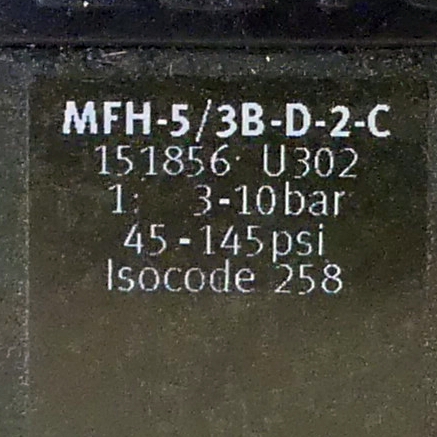 MFH-5/3B-D-2-C
151856 U302
1: 3-10bar
45-145psi
Isocode 258